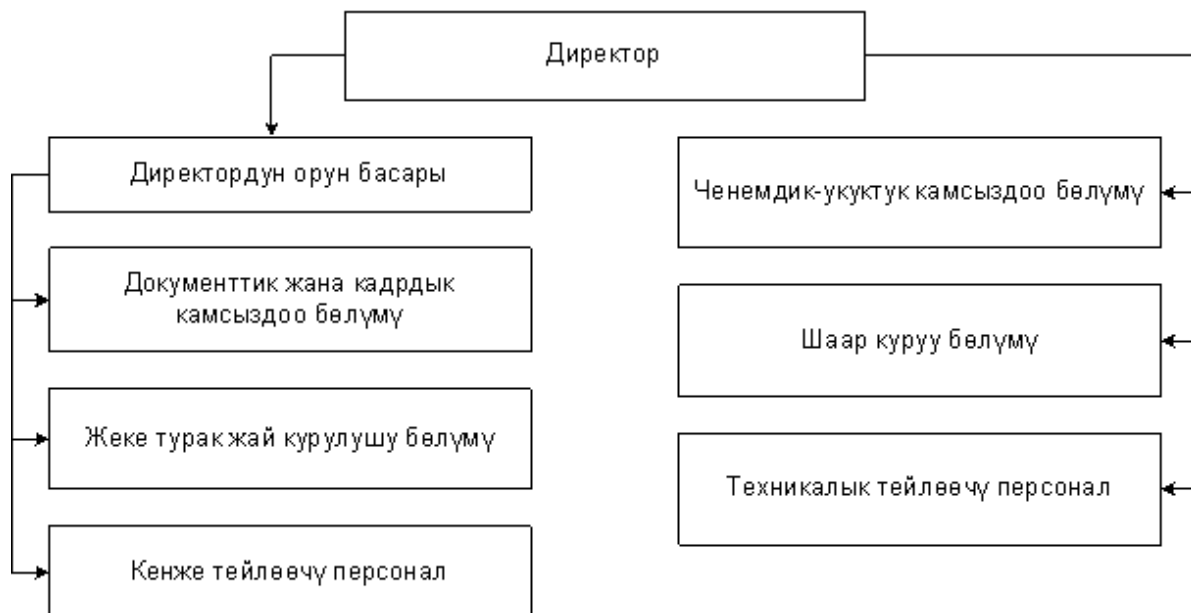 Директор
Директордун орун басары
Документтик жана кадрдык
камсыздоо бөлүмү
Жеке турак жай курулушу бөлүмү
Кенже тейлөөчү персонал
Ченемдик-укуктук камсыздоо бөлүмү
Шаар куруу бөлүмү
Техникалык тейлөөчү персонал